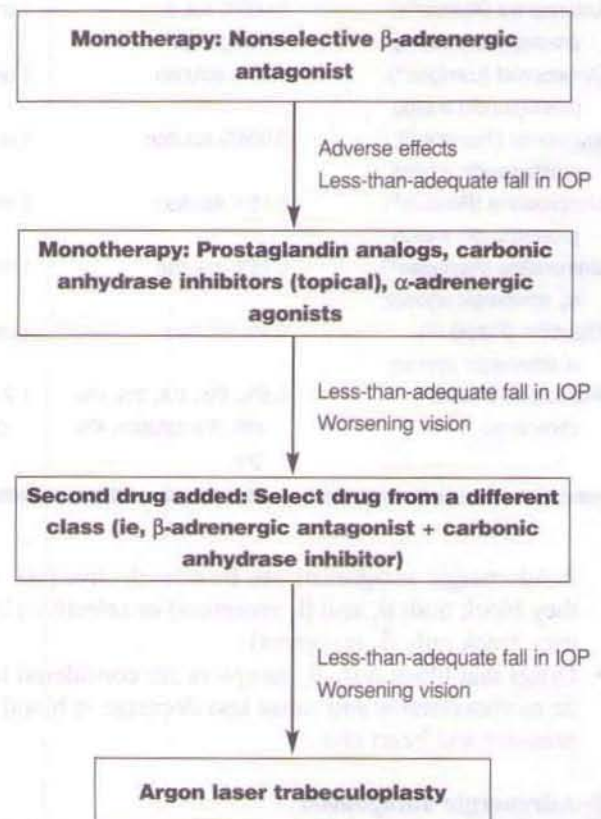 Monotherapy: Nonselective β-adrenergic
antagonist
Adverse effects
Less-than-adequate fall in IOP
Monotherapy: Prostaglandin analogs, carbonic
anhydrase inhibitors (topical), α-adrenergic
agonists
Less-than-adequate fall in IOP
Worsening vision
Second drug added: Select drug from a different
class (ie, β-adrenergic antagonist + carbonic
anhydrase inhibitor)
Less-than-adequate fall in IOP
Worsening vision
Argon laser trabeculoplasty